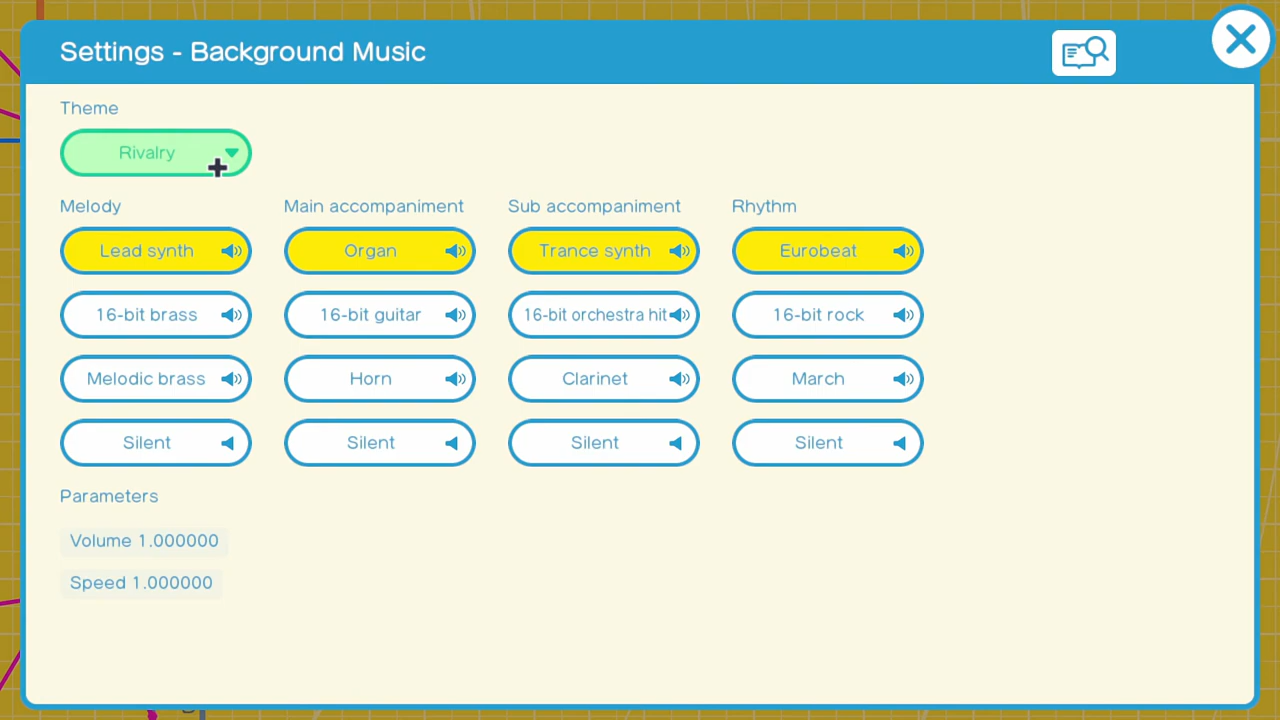 Settings - Background Music
Theme
Rivalry
Melody Main accompaniment Sub accompaniment Rhythm
Lead synth Organ Trance synth Eurobeat
16-bit brass 16-bit guitar 16-bit orchestra hit 16-bit rock
Melodic brass Horn Clarinet March
Silent Silent Silent Silent
Parameters
Volume 1.000000
Speed 1.000000